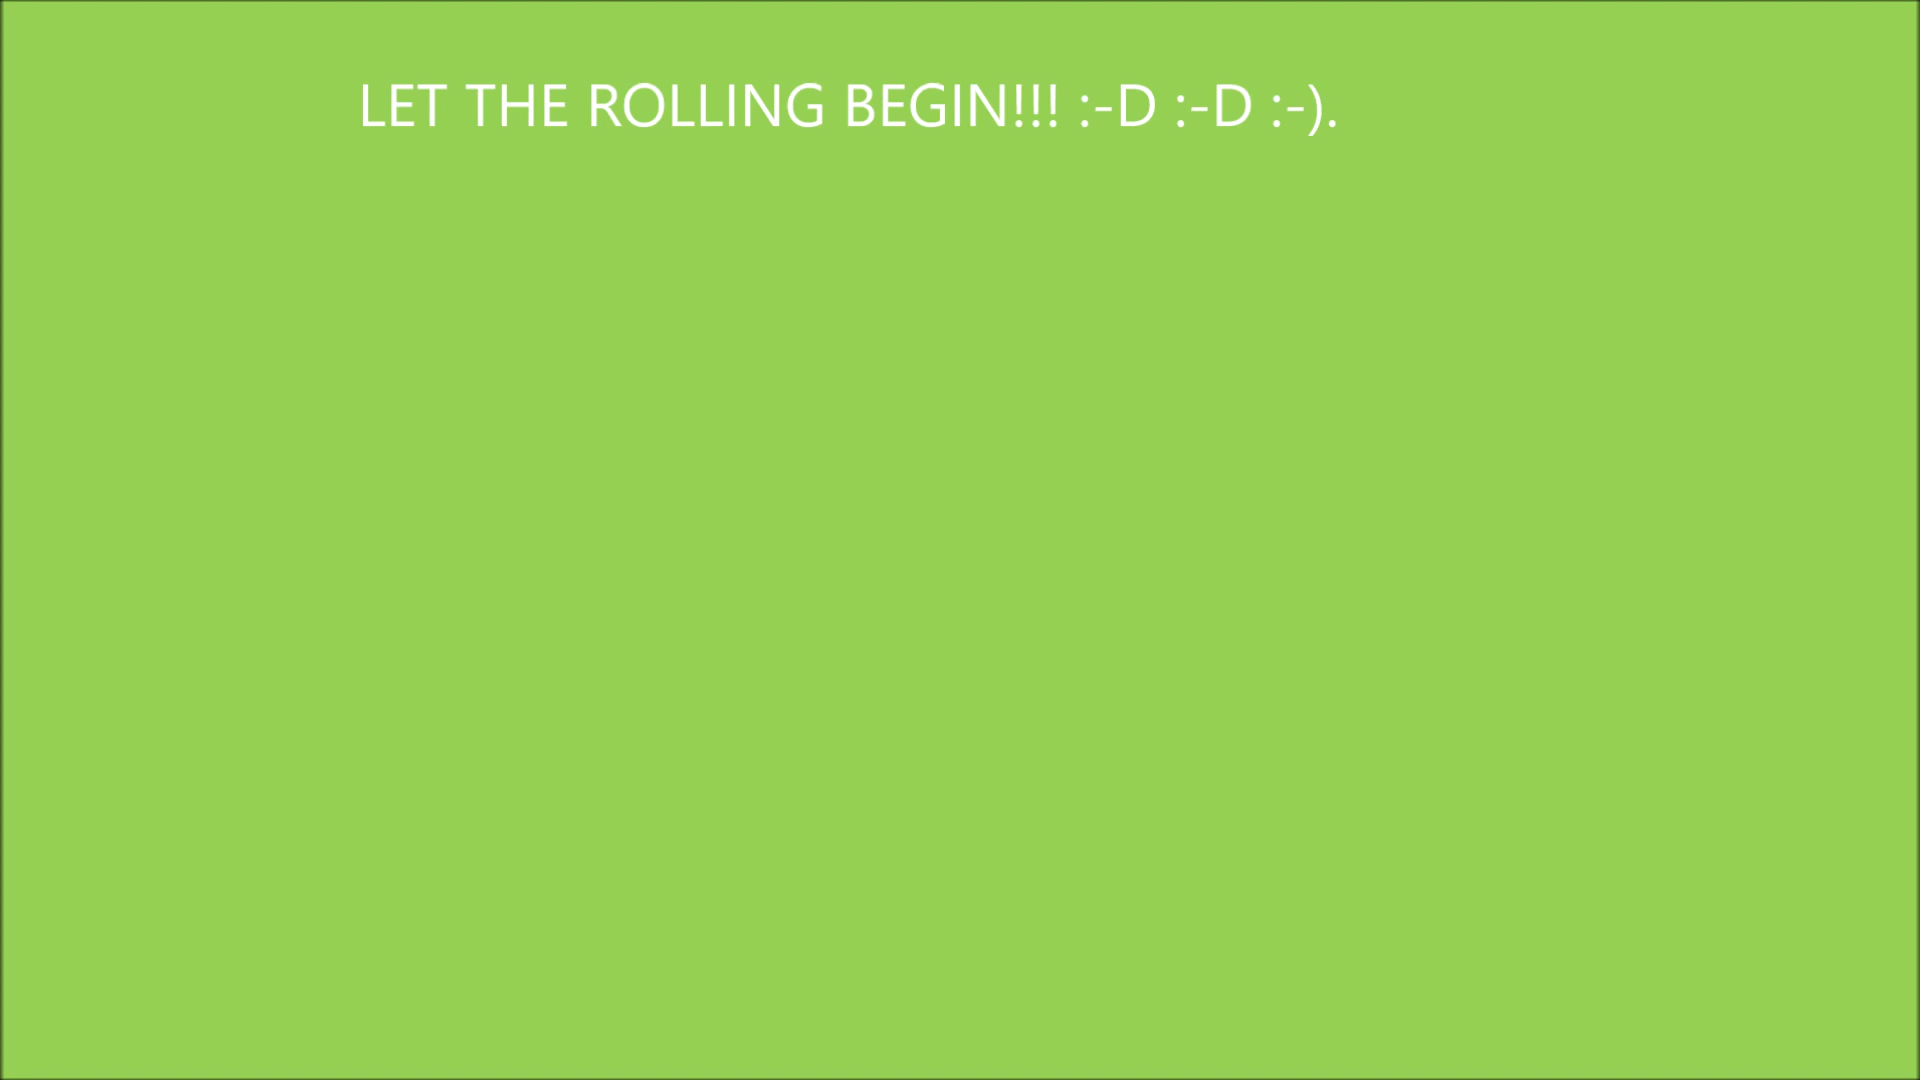 LET THE ROLLING BEGIN!!! :-D :-D :-).